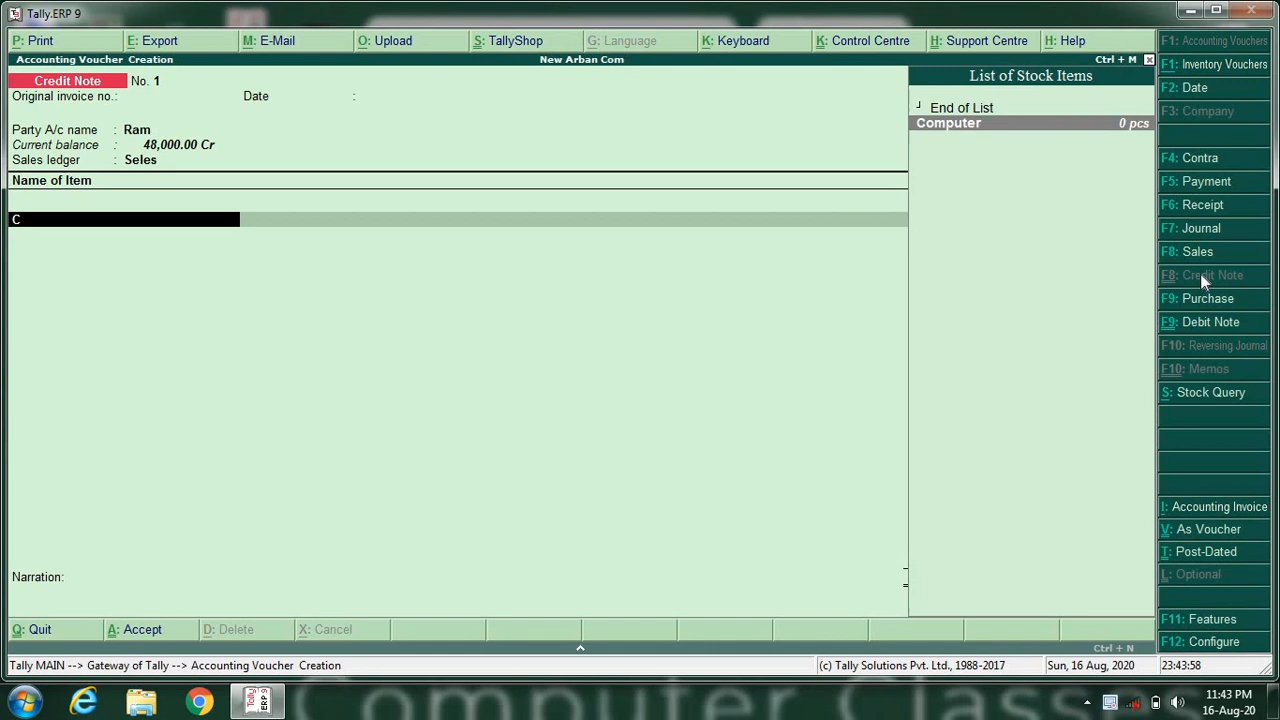 Tally.ERP 9
P: Print
E: Export
M: E-Mail
O: Upload
S: TallyShop
G: Language
K: Keyboard
K: Control Centre
H: Support Centre
H: Help
Accounting Voucher Creation
New Arban Com
Ctrl + M
Credit Note No. 1
Original invoice no.:
Date :
Party A/c name : Ram
Current balance : 48,000.00 Cr
Sales ledger : Seles
Name of Item
C
Narration:
List of Stock Items
End of List
Computer 0 pcs
F1: Accounting Vouchers
F1: Inventory Vouchers
F2: Date
F3: Company
F4: Contra
F5: Payment
F6: Receipt
F7: Journal
F8: Sales
F8: Credit Note
F9: Purchase
F9: Debit Note
F10: Reversing Journal
F10: Memos
S: Stock Query
I: Accounting Invoice
V: As Voucher
T: Post-Dated
L: Optional
F11: Features
F12: Configure
Q: Quit
A: Accept
D: Delete
X: Cancel
Ctrl + N
Tally MAIN --> Gateway of Tally --> Accounting Voucher Creation
(c) Tally Solutions Pvt. Ltd., 1988-2017
Sun, 16 Aug, 2020
23:43:58
Tally
ERP 9
11:43 PM
16-Aug-20